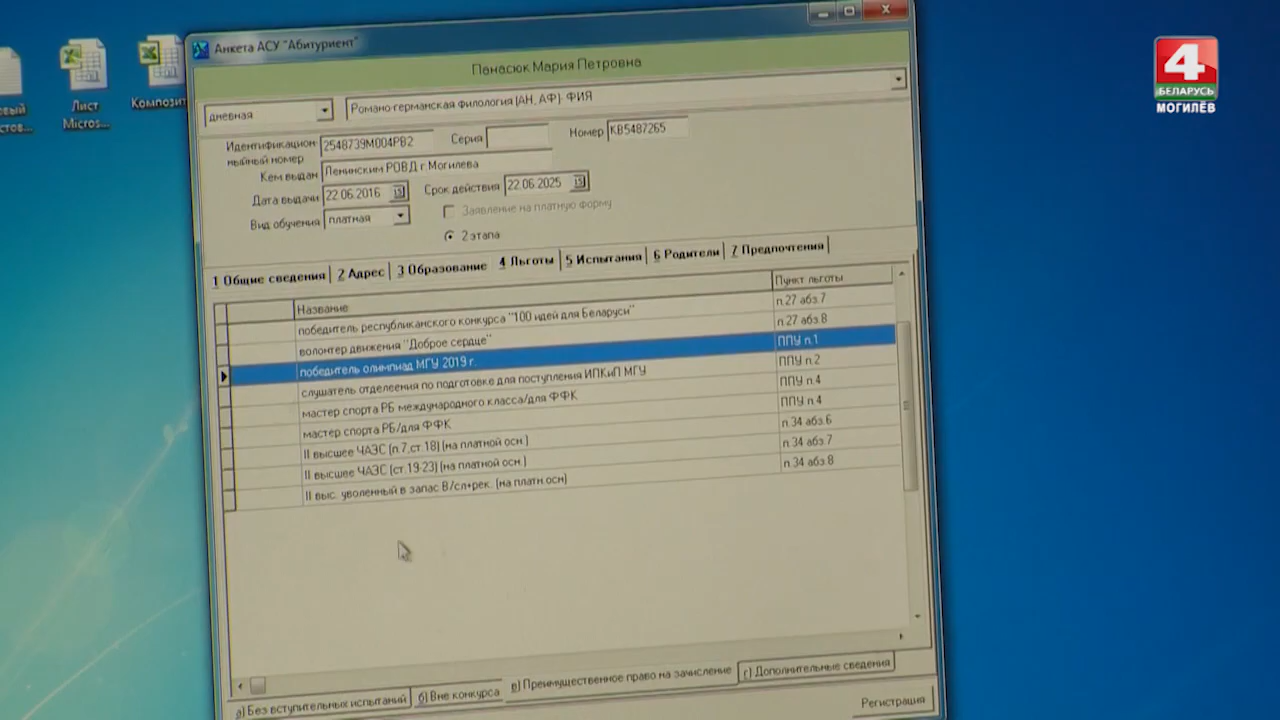 4
БЕЛАРУСЬ
МОГИЛЁВ
Лист
Micros...
Композит
Анкета АСУ "Абитуриент"
Панасюк Мария Петровна
дневная
Романо-германская филология (АН, АФ)- ФИЯ
Идентификацион
ныйный номер
2548739М004РВ2
Серия
Номер
КВ5487265
Кем выдан
Ленинским РОВД г.Могилева
Дата выдачи
22.06.2016
15
Срок действия
22.06.2025
15
Вид обучения
платная
Заявление на платную форму
2 этапа
1 Общие сведения
2 Адрес
3 Образование
4 Льготы
5 Испытания
6 Родители
7 Предпочтения
Название
Пункт льготы
победитель республиканского конкурса "100 идей для Беларуси"
п.27 абз.7
волонтер движения "Доброе сердце"
п.27 абз.8
победитель олимпиад МГУ 2019 г.
ППУ п.1
слушатель отделеения по подготовке для поступления ИПКиП МГУ
ППУ п.2
мастер спорта РБ международного класса/для ФФК
ППУ п.4
мастер спорта РБ/для ФФК
ППУ п.4
II высшее ЧАЭС (п.7,ст.18) (на платной осн.)
п.34 абз.6
II высшее ЧАЭС (ст.19-23) (на платной осн.)
п.34 абз.7
II выс. уволенный в запас В/сл+рек. (на платн.осн)
п.34 абз.8
а) Без вступительных испытаний
б) Вне конкурса
в) Преимущественное право на зачисление
г) Дополнительные сведения
Регистрация